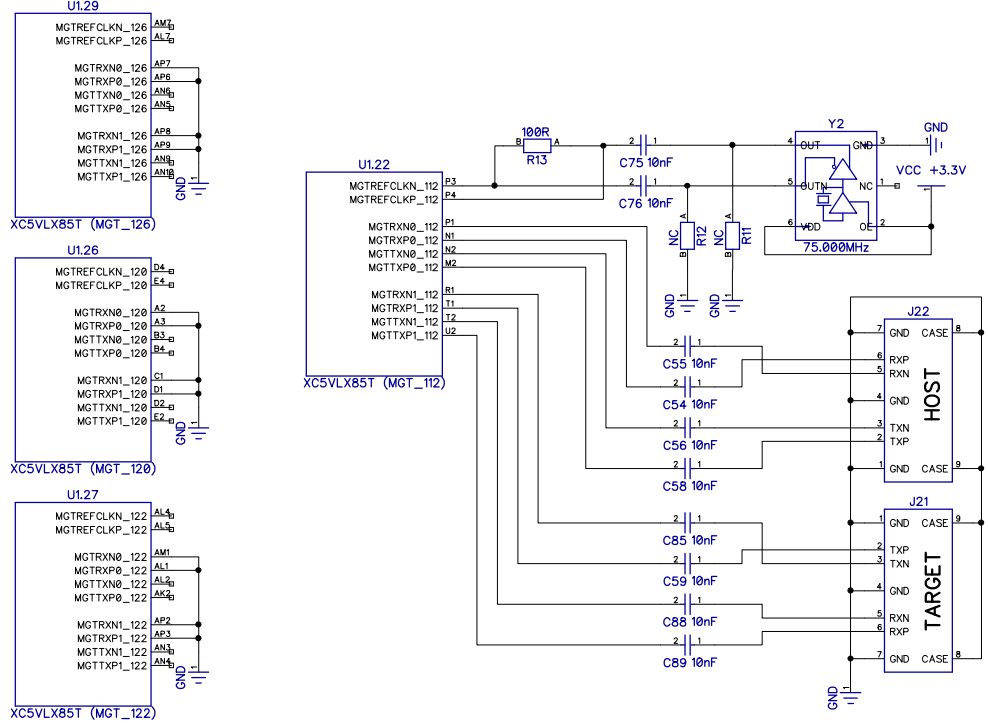 U1.29
MGTREFCLKN_126 AM7
MGTREFCLKP_126 AL7
MGTRXN0_126 AP7
MGTRXP0_126 AP6
MGTTXN0_126 AN6
MGTTXP0_126 AN5
MGTRXN1_126 AP8
MGTRXP1_126 AP9
MGTTXN1_126 AN9
MGTTXP1_126 AN10
GND 1
XC5VLX85T (MGT_126)
U1.26
MGTREFCLKN_120 D4
MGTREFCLKP_120 E4
MGTRXN0_120 A2
MGTRXP0_120 A3
MGTTXN0_120 B3
MGTTXP0_120 B4
MGTRXN1_120 C1
MGTRXP1_120 D1
MGTTXN1_120 D2
MGTTXP1_120 E2
GND 1
XC5VLX85T (MGT_120)
U1.27
MGTREFCLKN_122 AL4
MGTREFCLKP_122 AL5
MGTRXN0_122 AM1
MGTRXP0_122 AL1
MGTTXN0_122 AL2
MGTTXP0_122 AK2
MGTRXN1_122 AP2
MGTRXP1_122 AP3
MGTTXN1_122 AN3
MGTTXP1_122 AN4
GND 1
XC5VLX85T (MGT_122)
U1.22
MGTREFCLKN_112 P3
MGTREFCLKP_112 P4
MGTRXN0_112 P1
MGTRXP0_112 N1
MGTTXN0_112 N2
MGTTXP0_112 M2
MGTRXN1_112 R1
MGTRXP1_112 T1
MGTTXN1_112 T2
MGTTXP1_112 U2
XC5VLX85T (MGT_112)
100R
B A
R13
2 1
C75 10nF
2 1
C76 10nF
A NC R12 B
A NC R11 B
GND 1
GND 1
Y2
4 OUT GND 3
5 OUTN NC 1
6 VDD OE 2
75.000MHz
GND
1
VCC +3.3V
1
2 1
C55 10nF
2 1
C54 10nF
2 1
C56 10nF
2 1
C58 10nF
2 1
C85 10nF
2 1
C59 10nF
2 1
C88 10nF
2 1
C89 10nF
J22
7 GND CASE 8
6 RXP
5 RXN
4 GND
3 TXN
2 TXP
1 GND CASE 9
HOST
J21
1 GND CASE 9
2 TXP
3 TXN
4 GND
5 RXN
6 RXP
7 GND CASE 8
TARGET
GND 1